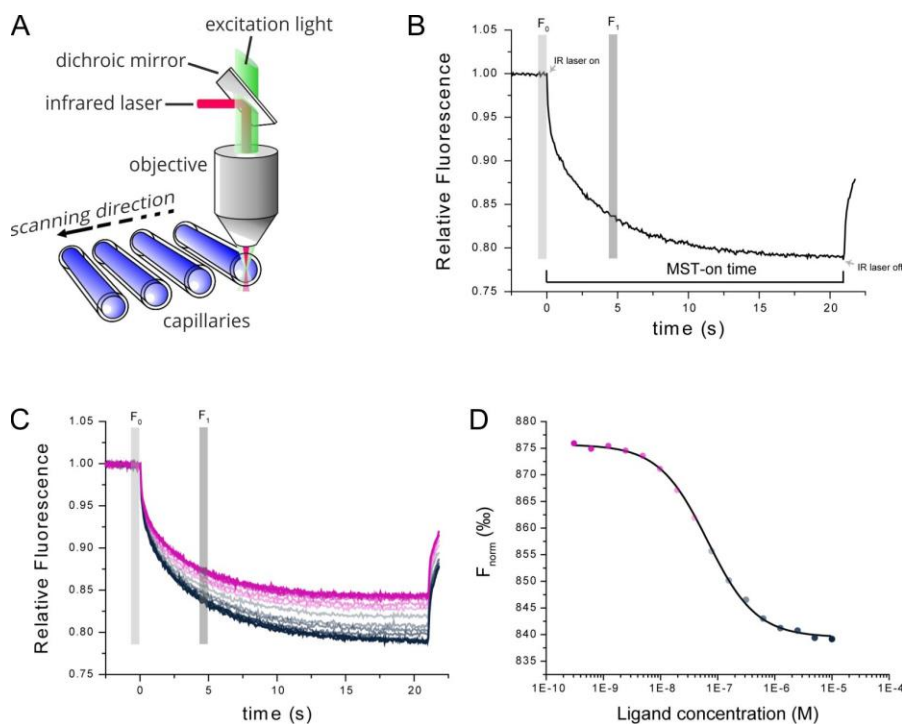 A
excitation light
dichroic mirror
infrared laser
objective
scanning direction
capillaries
B
F0
F1
1.05
1.00
0.95
0.90
0.85
0.80
0.75
IR laser on
IR laser off
MST-on time
Relative Fluorescence
0
5
10
15
20
time (s)
C
F0
F1
1.05
1.00
0.95
0.90
0.85
0.80
0.75
Relative Fluorescence
0
5
10
15
20
time (s)
D
880
875
870
865
860
855
850
845
840
835
Fnorm (‰)
1E-10
1E-9
1E-8
1E-7
1E-6
1E-5
1E-4
Ligand concentration (M)